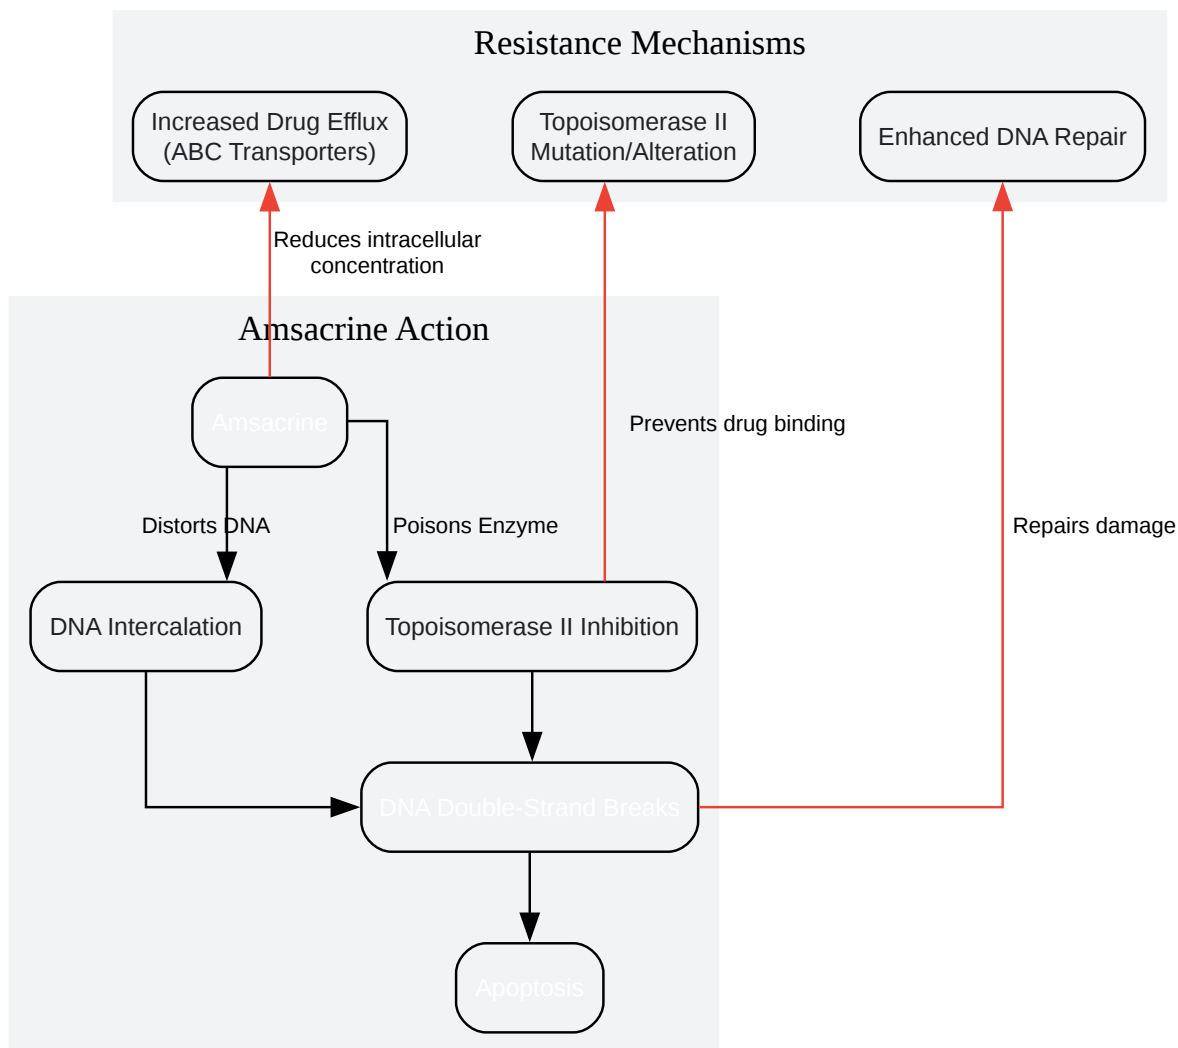 Resistance Mechanisms
Increased Drug Efflux
(ABC Transporters)
Topoisomerase II
Mutation/Alteration
Enhanced DNA Repair
Reduces intracellular
concentration
Amsacrine Action
Amsacrine
Prevents drug binding
Distorts DNA
Poisons Enzyme
Repairs damage
DNA Intercalation
Topoisomerase II Inhibition
DNA Double-Strand Breaks
Apoptosis